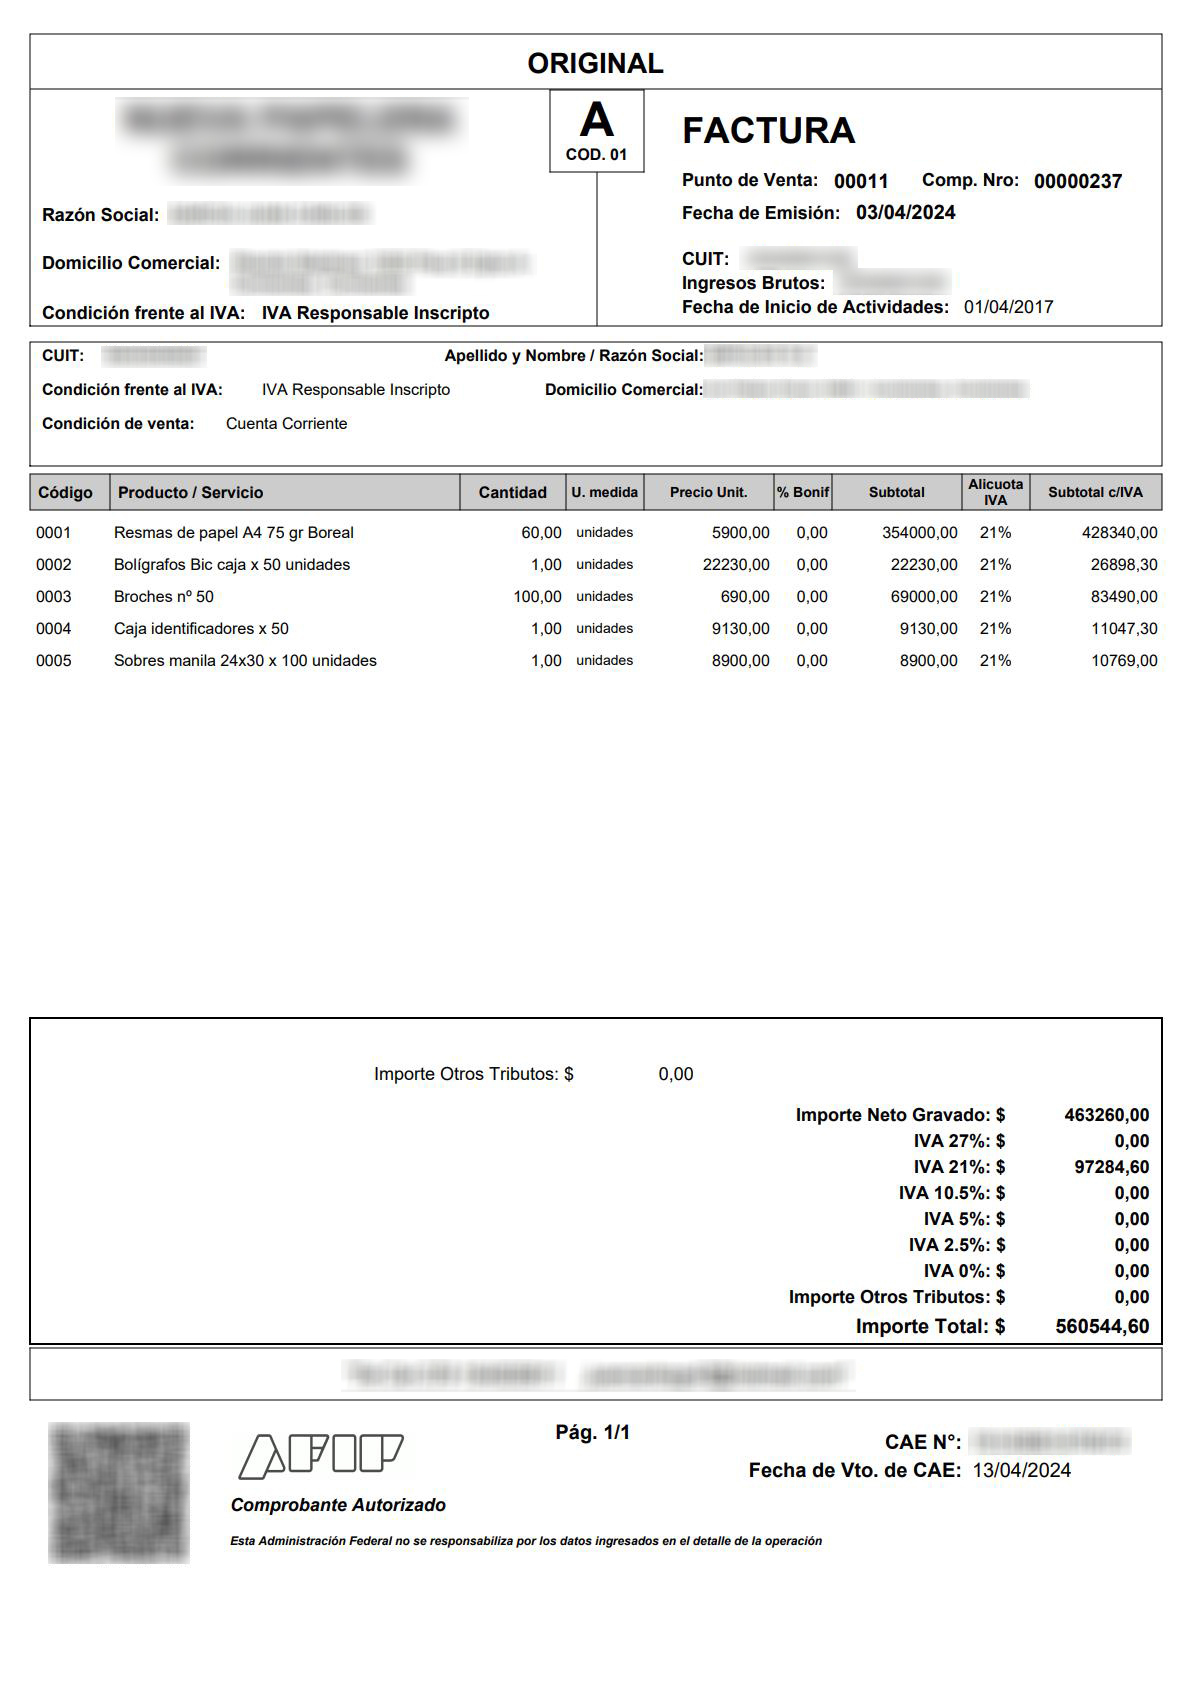 ORIGINAL
A
COD. 01
FACTURA
Punto de Venta: 00011 Comp. Nro: 00000237
Fecha de Emisión: 03/04/2024
Razón Social:
Domicilio Comercial:
Condición frente al IVA: IVA Responsable Inscripto
CUIT:
Ingresos Brutos:
Fecha de Inicio de Actividades: 01/04/2017
CUIT: Apellido y Nombre / Razón Social:
Condición frente al IVA: IVA Responsable Inscripto Domicilio Comercial:
Condición de venta: Cuenta Corriente
Código Producto / Servicio Cantidad U. medida Precio Unit. % Bonif Subtotal Alicuota IVA Subtotal c/IVA
0001 Resmas de papel A4 75 gr Boreal 60,00 unidades 5900,00 0,00 354000,00 21% 428340,00
0002 Bolígrafos Bic caja x 50 unidades 1,00 unidades 22230,00 0,00 22230,00 21% 26898,30
0003 Broches nº 50 100,00 unidades 690,00 0,00 69000,00 21% 83490,00
0004 Caja identificadores x 50 1,00 unidades 9130,00 0,00 9130,00 21% 11047,30
0005 Sobres manila 24x30 x 100 unidades 1,00 unidades 8900,00 0,00 8900,00 21% 10769,00
Importe Otros Tributos: $ 0,00
Importe Neto Gravado: $ 463260,00
IVA 27%: $ 0,00
IVA 21%: $ 97284,60
IVA 10.5%: $ 0,00
IVA 5%: $ 0,00
IVA 2.5%: $ 0,00
IVA 0%: $ 0,00
Importe Otros Tributos: $ 0,00
Importe Total: $ 560544,60
AFIP
Pág. 1/1
CAE N°:
Fecha de Vto. de CAE: 13/04/2024
Comprobante Autorizado
Esta Administración Federal no se responsabiliza por los datos ingresados en el detalle de la operación